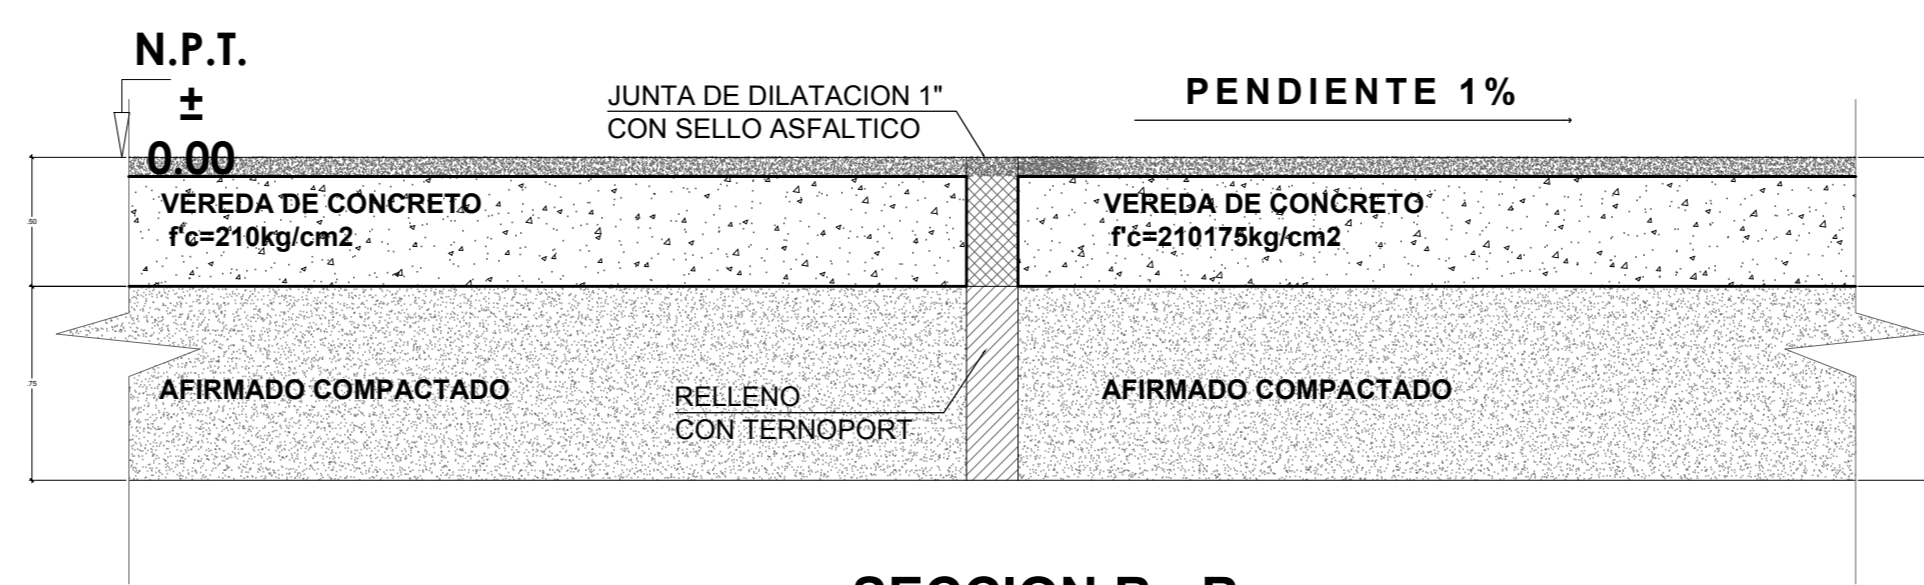 N.P.T.
±
0.00
JUNTA DE DILATACION 1"
CON SELLO ASFALTICO
PENDIENTE 1%
VEREDA DE CONCRETO
f'c=210kg/cm2
VEREDA DE CONCRETO
f'c=210175kg/cm2
.50
.75
AFIRMADO COMPACTADO
RELLENO
CON TERNOPORT
AFIRMADO COMPACTADO
SECCION B - B